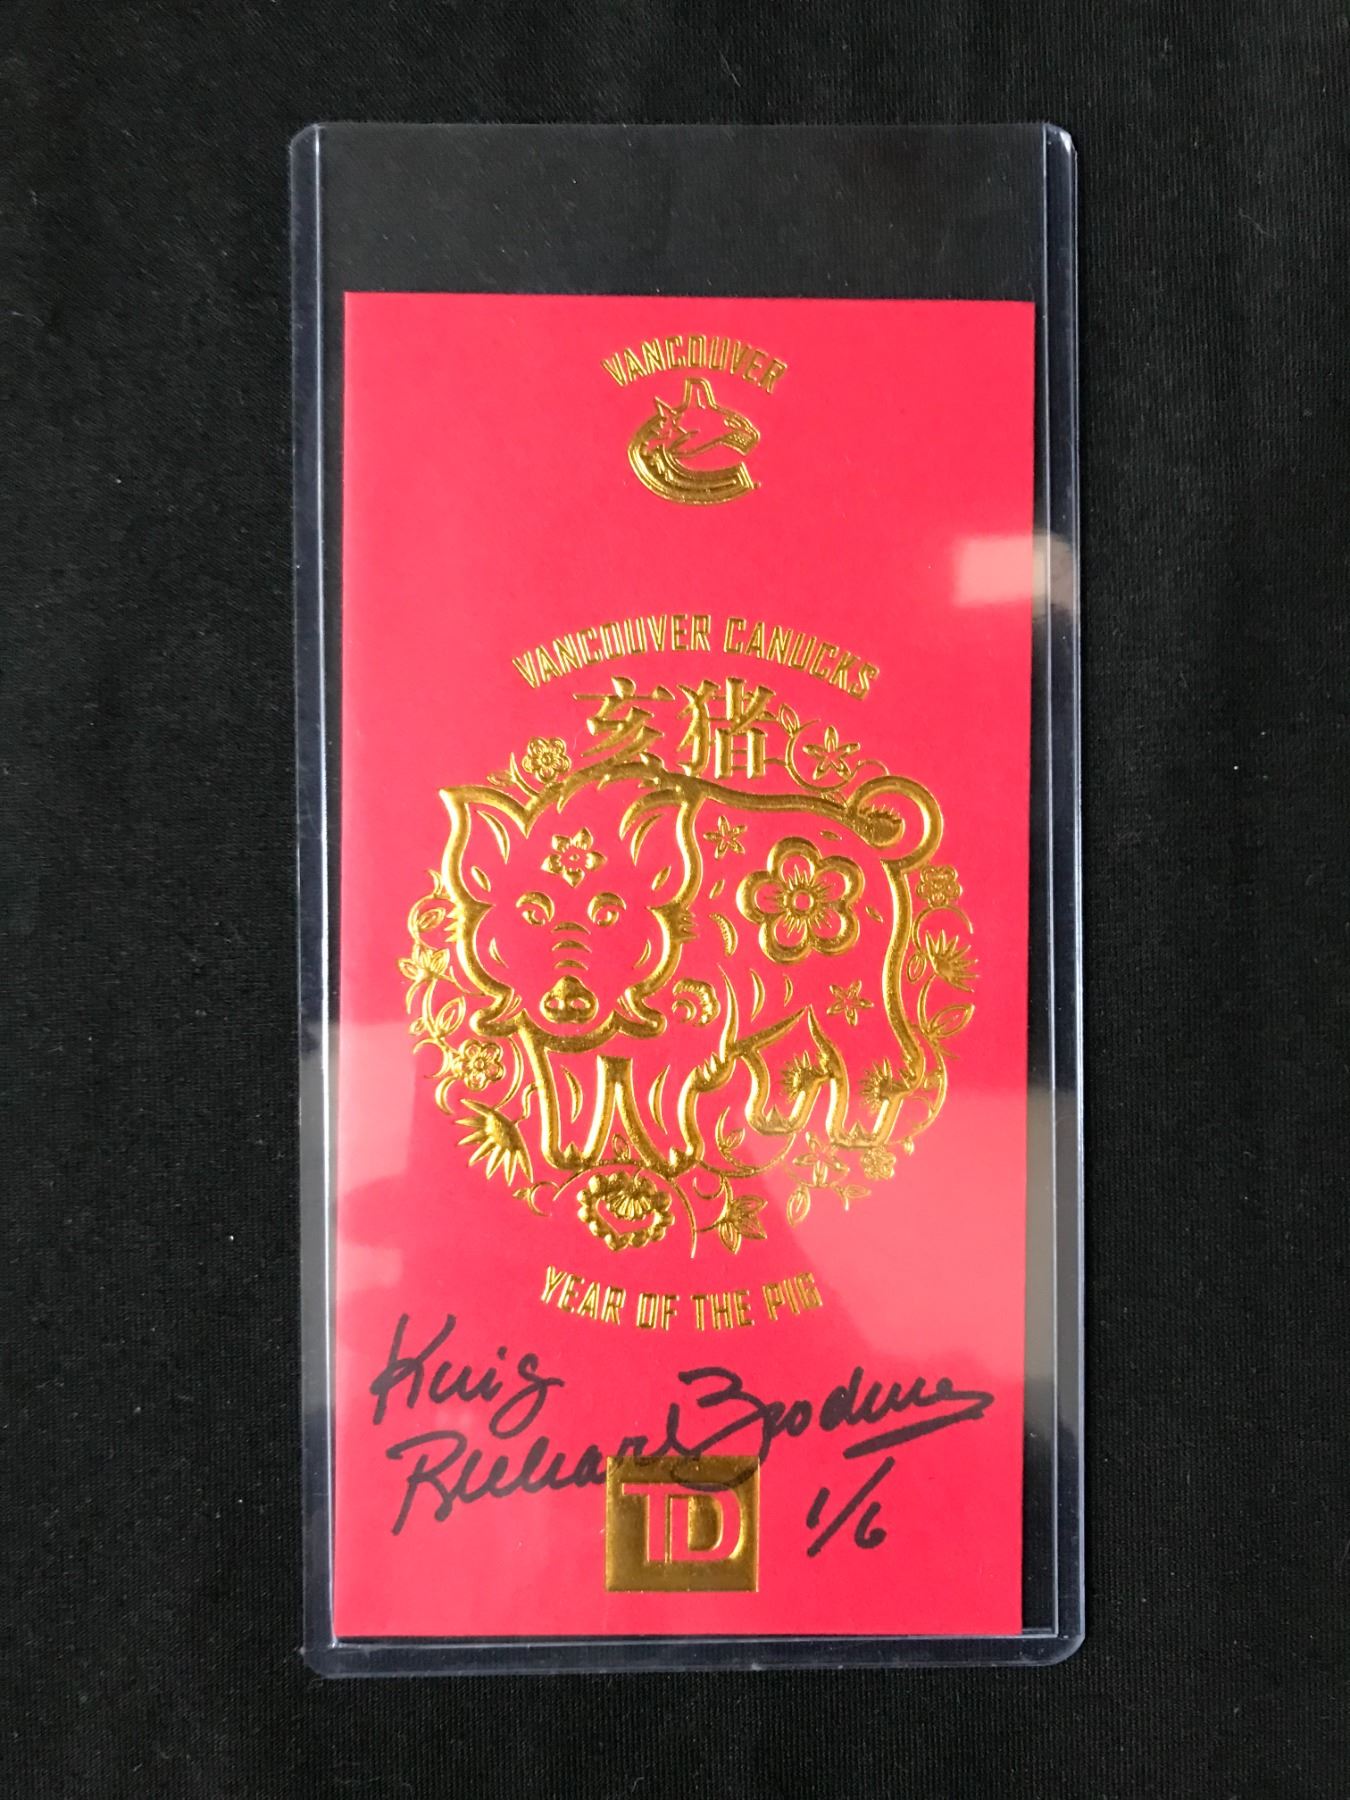 VANCOUVER
VANCOUVER CANUCKS
亥猪
YEAR OF THE PIG
King
Richard Brodeur
1/6
TD